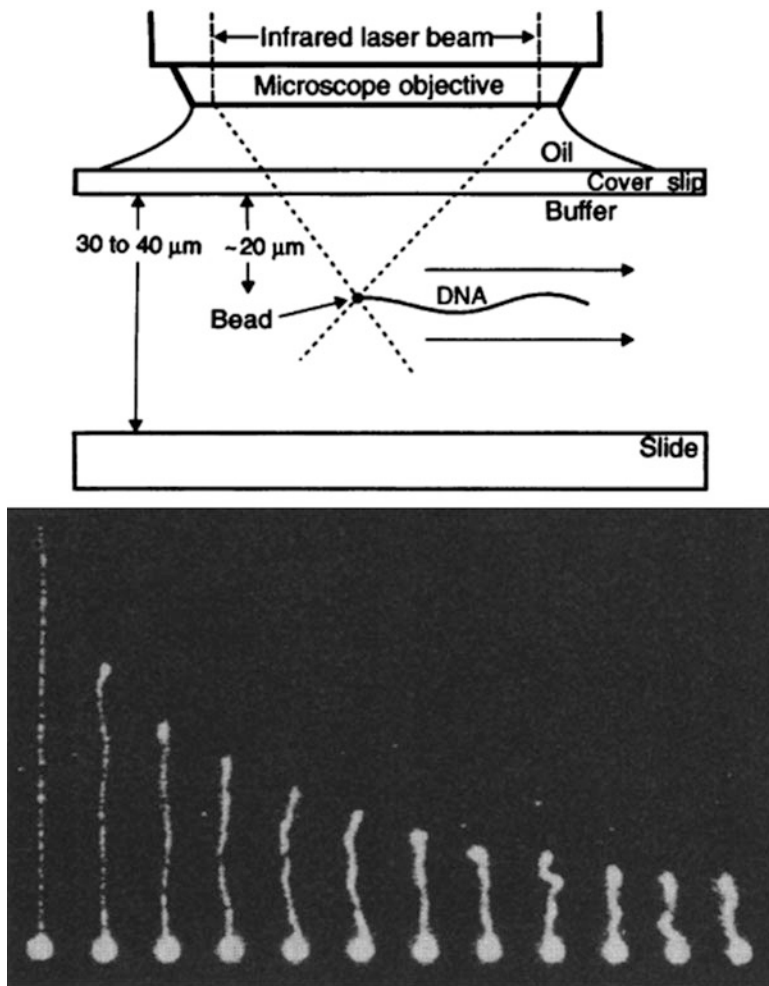 Infrared laser beam
Microscope objective
Oil
Cover slip
Buffer
30 to 40 μm
~20 μm
DNA
Bead
Slide